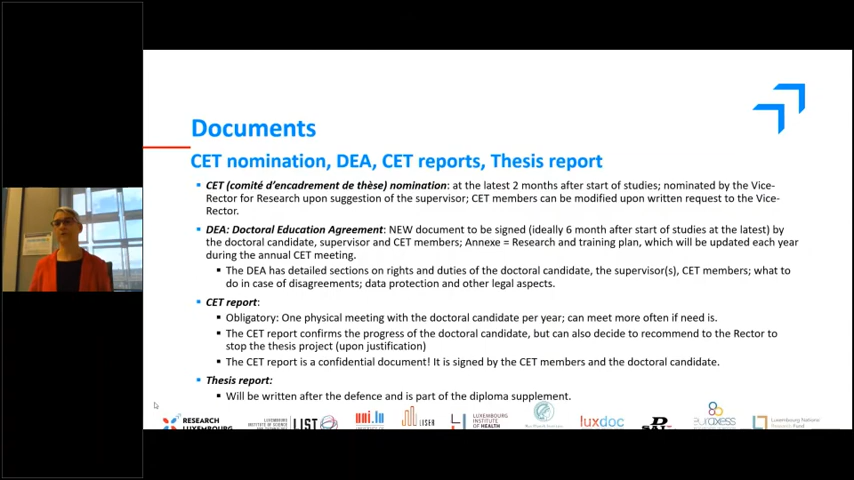 Documents
CET nomination, DEA, CET reports, Thesis report
CET (comité d'encadrement de thèse) nomination: at the latest 2 months after start of studies; nominated by the Vice-
Rector for Research upon suggestion of the supervisor; CET members can be modified upon written request to the Vice-
Rector.
DEA: Doctoral Education Agreement: NEW document to be signed (ideally 6 month after start of studies at the latest) by
the doctoral candidate, supervisor and CET members; Annexe = Research and training plan, which will be updated each year
during the annual CET meeting.
The DEA has detailed sections on rights and duties of the doctoral candidate, the supervisor(s), CET members; what to
do in case of disagreements; data protection and other legal aspects.
CET report:
Obligatory: One physical meeting with the doctoral candidate per year; can meet more often if need is.
The CET report confirms the progress of the doctoral candidate, but can also decide to recommend to the Rector to
stop the thesis project (upon justification)
The CET report is a confidential document! It is signed by the CET members and the doctoral candidate.
Thesis report:
Will be written after the defence and is part of the diploma supplement.
RESEARCH LUXEMBOURG
LIST
uni.lu
LISER
LUXEMBOURG INSTITUTE OF HEALTH
luxdoc
euraxess
Luxembourg National Research Fund